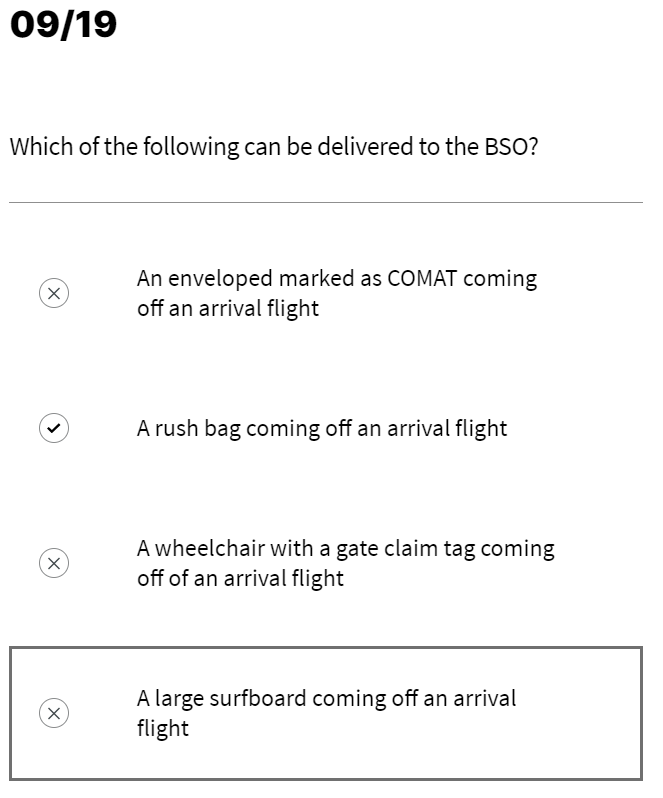 09/19
Which of the following can be delivered to the BSO?
An enveloped marked as COMAT coming
off an arrival flight
A rush bag coming off an arrival flight
A wheelchair with a gate claim tag coming
off of an arrival flight
A large surfboard coming off an arrival
flight